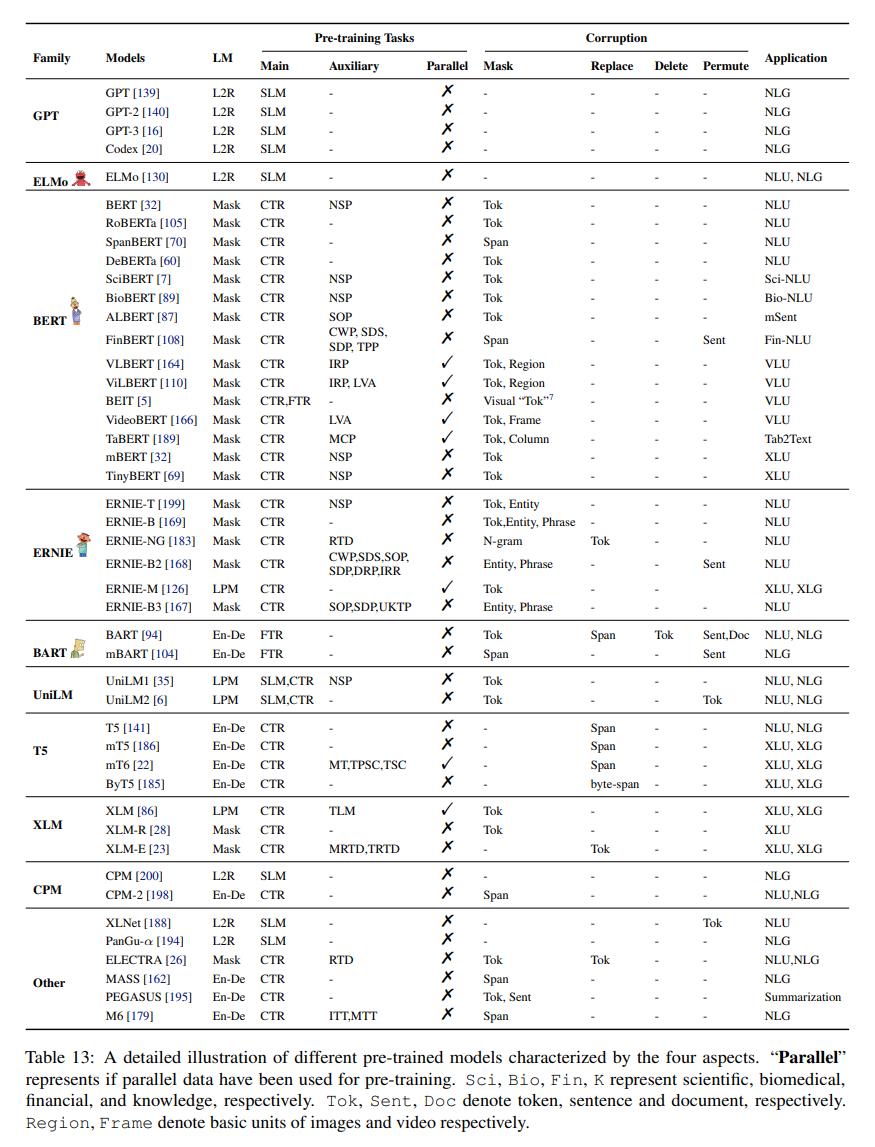 Pre-training Tasks Corruption
Family Models LM Main Auxiliary Parallel Mask Replace Delete Permute Application
GPT
GPT [139] L2R SLM - ✗ - - - - NLG
GPT-2 [140] L2R SLM - ✗ - - - - NLG
GPT-3 [16] L2R SLM - ✗ - - - - NLG
Codex [20] L2R SLM - ✗ - - - - NLG
ELMo ELMo [130] L2R SLM - ✗ - - - - NLU, NLG
BERT
BERT [32] Mask CTR NSP ✗ Tok - - - NLU
RoBERTa [105] Mask CTR - ✗ Tok - - - NLU
SpanBERT [70] Mask CTR - ✗ Span - - - NLU
DeBERTa [60] Mask CTR - ✗ Tok - - - NLU
SciBERT [7] Mask CTR NSP ✗ Tok - - - Sci-NLU
BioBERT [89] Mask CTR NSP ✗ Tok - - - Bio-NLU
ALBERT [87] Mask CTR SOP ✗ Tok - - - mSent
FinBERT [108] Mask CTR CWP, SDS, SDP, TPP ✗ Span - - Sent Fin-NLU
VLBERT [164] Mask CTR IRP ✓ Tok, Region - - - VLU
ViLBERT [110] Mask CTR IRP, LVA ✓ Tok, Region - - - VLU
BEIT [5] Mask CTR,FTR - ✗ Visual “Tok”7 - - - VLU
VideoBERT [166] Mask CTR LVA ✓ Tok, Frame - - - VLU
TaBERT [189] Mask CTR MCP ✓ Tok, Column - - - Tab2Text
mBERT [32] Mask CTR NSP ✗ Tok - - - XLU
TinyBERT [69] Mask CTR NSP ✗ Tok - - - XLU
ERNIE
ERNIE-T [199] Mask CTR NSP ✗ Tok, Entity - - - NLU
ERNIE-B [169] Mask CTR - ✗ Tok,Entity, Phrase - - - NLU
ERNIE-NG [183] Mask CTR RTD ✗ N-gram Tok - - NLU
ERNIE-B2 [168] Mask CTR CWP,SDS,SOP, SDP,DRP,IRR ✗ Entity, Phrase - - Sent NLU
ERNIE-M [126] LPM CTR - ✓ Tok - - - XLU, XLG
ERNIE-B3 [167] Mask CTR SOP,SDP,UKTP ✗ Entity, Phrase - - - NLU
BART
BART [94] En-De FTR - ✗ Tok Span Tok Sent,Doc NLU, NLG
mBART [104] En-De FTR - ✗ Span - - Sent NLG
UniLM
UniLM1 [35] LPM SLM,CTR NSP ✗ Tok - - - NLU, NLG
UniLM2 [6] LPM SLM,CTR - ✗ Tok - - Tok NLU, NLG
T5
T5 [141] En-De CTR - ✗ - Span - - NLU, NLG
mT5 [186] En-De CTR - ✗ - Span - - XLU, XLG
mT6 [22] En-De CTR MT,TPSC,TSC ✓ - Span - - XLU, XLG
ByT5 [185] En-De CTR - ✗ - byte-span - - XLU, XLG
XLM
XLM [86] LPM CTR TLM ✓ Tok - - - XLU, XLG
XLM-R [28] Mask CTR - ✗ Tok - - - XLU
XLM-E [23] Mask CTR MRTD,TRTD ✗ - Tok - - XLU, XLG
CPM
CPM [200] L2R SLM - ✗ - - - - NLG
CPM-2 [198] En-De CTR - ✗ Span - - - NLU,NLG
Other
XLNet [188] L2R SLM - ✗ - - - Tok NLU
PanGu-α [194] L2R SLM - ✗ - - - - NLG
ELECTRA [26] Mask CTR RTD ✗ Tok Tok - - NLU,NLG
MASS [162] En-De CTR - ✗ Span - - - NLG
PEGASUS [195] En-De CTR - ✗ Tok, Sent - - - Summarization
M6 [179] En-De CTR ITT,MTT ✗ Span - - - NLG
Table 13: A detailed illustration of different pre-trained models characterized by the four aspects. “Parallel”
represents if parallel data have been used for pre-training. Sci, Bio, Fin, K represent scientific, biomedical,
financial, and knowledge, respectively. Tok, Sent, Doc denote token, sentence and document, respectively.
Region, Frame denote basic units of images and video respectively.